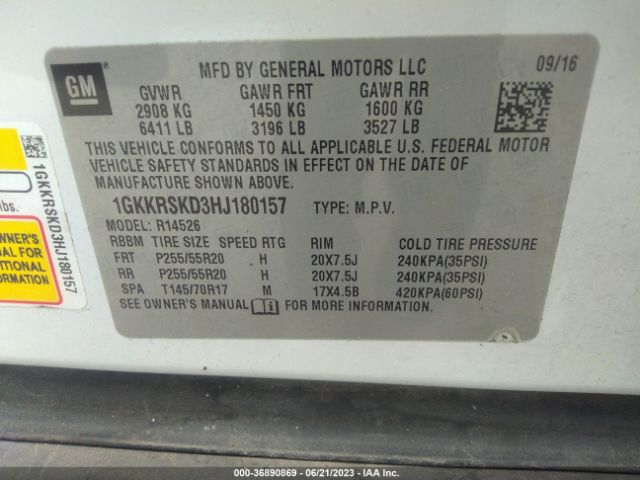 GM
MFD BY GENERAL MOTORS LLC 09/16
GVWR GAWR FRT GAWR RR
2908 KG 1450 KG 1600 KG
6411 LB 3196 LB 3527 LB
THIS VEHICLE CONFORMS TO ALL APPLICABLE U.S. FEDERAL MOTOR
VEHICLE SAFETY STANDARDS IN EFFECT ON THE DATE OF
MANUFACTURE SHOWN ABOVE.
1GKKRSKD3HJ180157 TYPE: M.P.V.
MODEL: R14526
RBBM TIRE SIZE SPEED RTG RIM COLD TIRE PRESSURE
FRT P255/55R20 H 20X7.5J 240KPA(35PSI)
RR P255/55R20 H 20X7.5J 240KPA(35PSI)
SPA T145/70R17 M 17X4.5B 420KPA(60PSI)
SEE OWNER'S MANUAL FOR MORE INFORMATION.
1GKKRSKD3HJ180157
lbs.
OWNER'S
FOR
INFORMATION
000-36890869 - 06/21/2023 - IAA Inc.